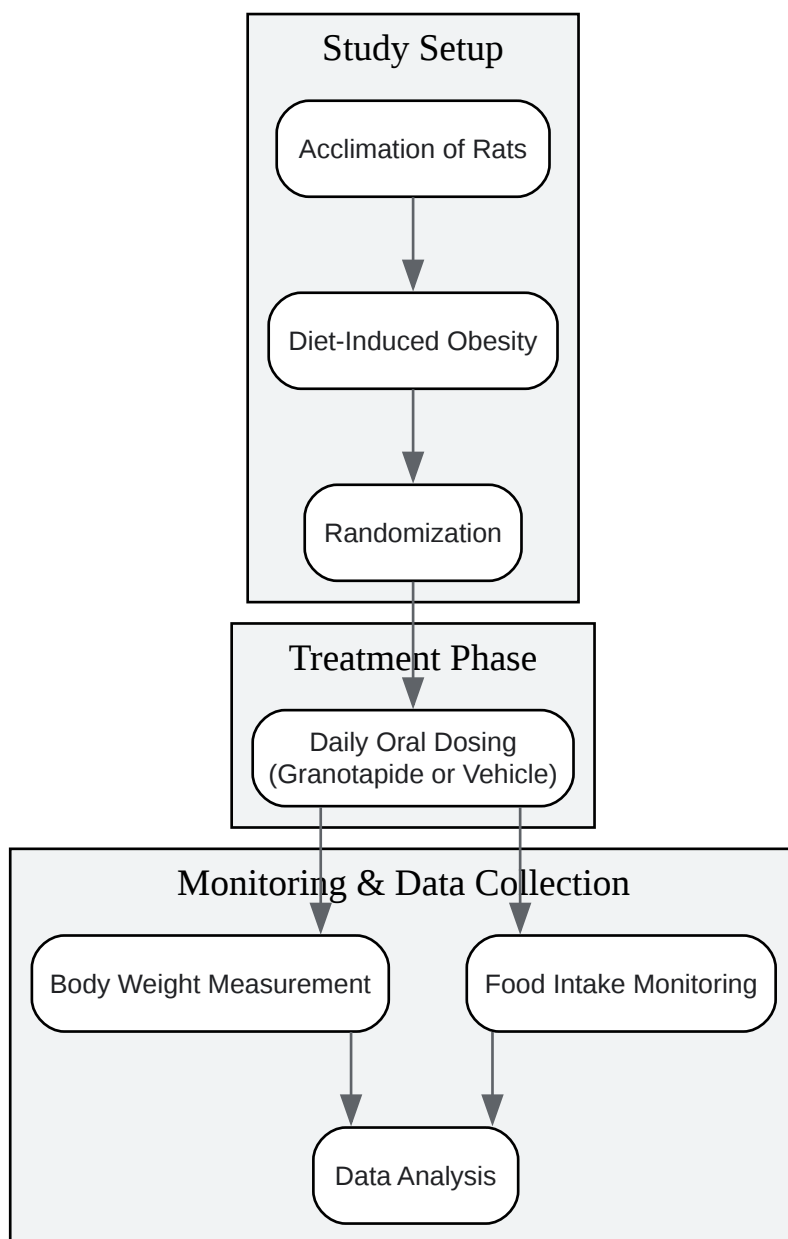 Study Setup
Acclimation of Rats
Diet-Induced Obesity
Randomization
Treatment Phase
Daily Oral Dosing
(Granotapide or Vehicle)
Monitoring & Data Collection
Body Weight Measurement
Food Intake Monitoring
Data Analysis